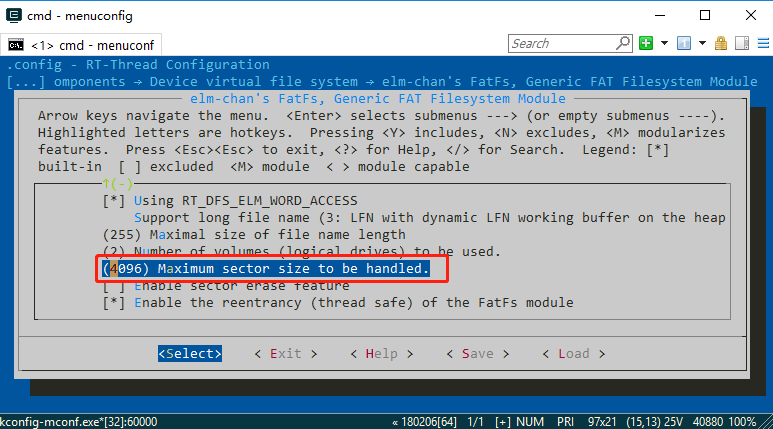 cmd - menuconfig
<1> cmd - menuconf
Search
.config - RT-Thread Configuration
[...] omponents → Device virtual file system → elm-chan's FatFs, Generic FAT Filesystem Module
elm-chan's FatFs, Generic FAT Filesystem Module
Arrow keys navigate the menu. <Enter> selects submenus ---> (or empty submenus ----).
Highlighted letters are hotkeys. Pressing <Y> includes, <N> excludes, <M> modularizes
features. Press <Esc><Esc> to exit, <?> for Help, </> for Search. Legend: [*]
built-in [ ] excluded <M> module < > module capable
↑(-)
[*] Using RT_DFS_ELM_WORD_ACCESS
Support long file name (3: LFN with dynamic LFN working buffer on the heap
(255) Maximal size of file name length
(2) Number of volumes (logical drives) to be used.
(4096) Maximum sector size to be handled.
[ ] Enable sector erase feature
[*] Enable the reentrancy (thread safe) of the FatFs module
<Select> < Exit > < Help > < Save > < Load >
kconfig-mconf.exe*[32]:60000 « 180206[64] 1/1 [+] NUM PRI 97x21 (15,13) 25V 40880 100%